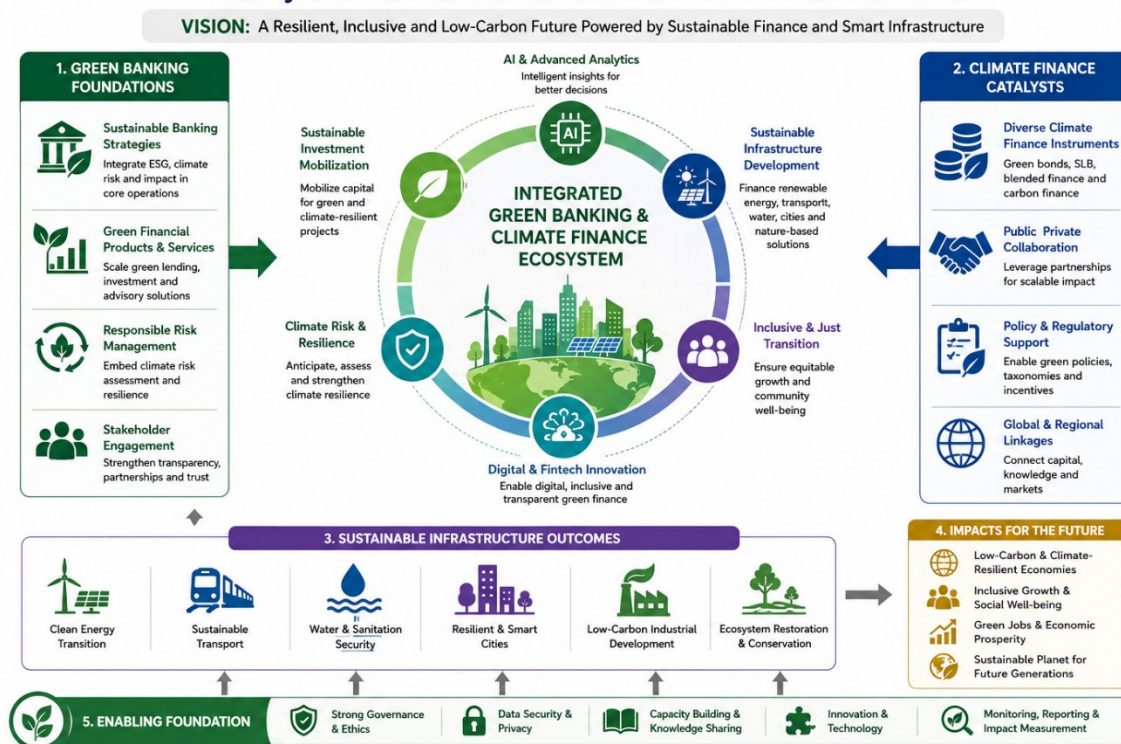 VISION: A Resilient, Inclusive and Low-Carbon Future Powered by Sustainable Finance and Smart Infrastructure
1. GREEN BANKING
FOUNDATIONS
Sustainable Banking
Strategies
Integrate ESG, climate
risk and impact in
core operations
Green Financial
Products & Services
Scale green lending,
investment and
advisory solutions
Responsible Risk
Management
Embed climate risk
assessment and
resilience
Stakeholder
Engagement
Strengthen transparency,
partnerships and trust
AI & Advanced Analytics
Intelligent insights for
better decisions
AI
Sustainable
Investment
Mobilization
Mobilize capital
for green and
climate-resilient
projects
Sustainable
Infrastructure
Development
Finance renewable
energy, transport,
water, cities and
nature-based
solutions
INTEGRATED
GREEN BANKING &
CLIMATE FINANCE
ECOSYSTEM
Climate Risk &
Resilience
Anticipate, assess
and strengthen
climate resilience
Inclusive & Just
Transition
Ensure equitable
growth and
community
well-being
Digital & Fintech Innovation
Enable digital, inclusive and
transparent green finance
2. CLIMATE FINANCE
CATALYSTS
Diverse Climate
Finance Instruments
Green bonds, SLB,
blended finance and
carbon finance
Public Private
Collaboration
Leverage partnerships
for scalable impact
Policy & Regulatory
Support
Enable green policies,
taxonomies and
incentives
Global & Regional
Linkages
Connect capital,
knowledge and
markets
3. SUSTAINABLE INFRASTRUCTURE OUTCOMES
Clean Energy
Transition
Sustainable
Transport
Water & Sanitation
Security
Resilient & Smart
Cities
Low-Carbon Industrial
Development
Ecosystem Restoration
& Conservation
4. IMPACTS FOR THE FUTURE
Low-Carbon & Climate-
Resilient Economies
Inclusive Growth &
Social Well-being
Green Jobs & Economic
Prosperity
Sustainable Planet for
Future Generations
5. ENABLING FOUNDATION
Strong Governance
& Ethics
Data Security &
Privacy
Capacity Building &
Knowledge Sharing
Innovation &
Technology
Monitoring, Reporting &
Impact Measurement